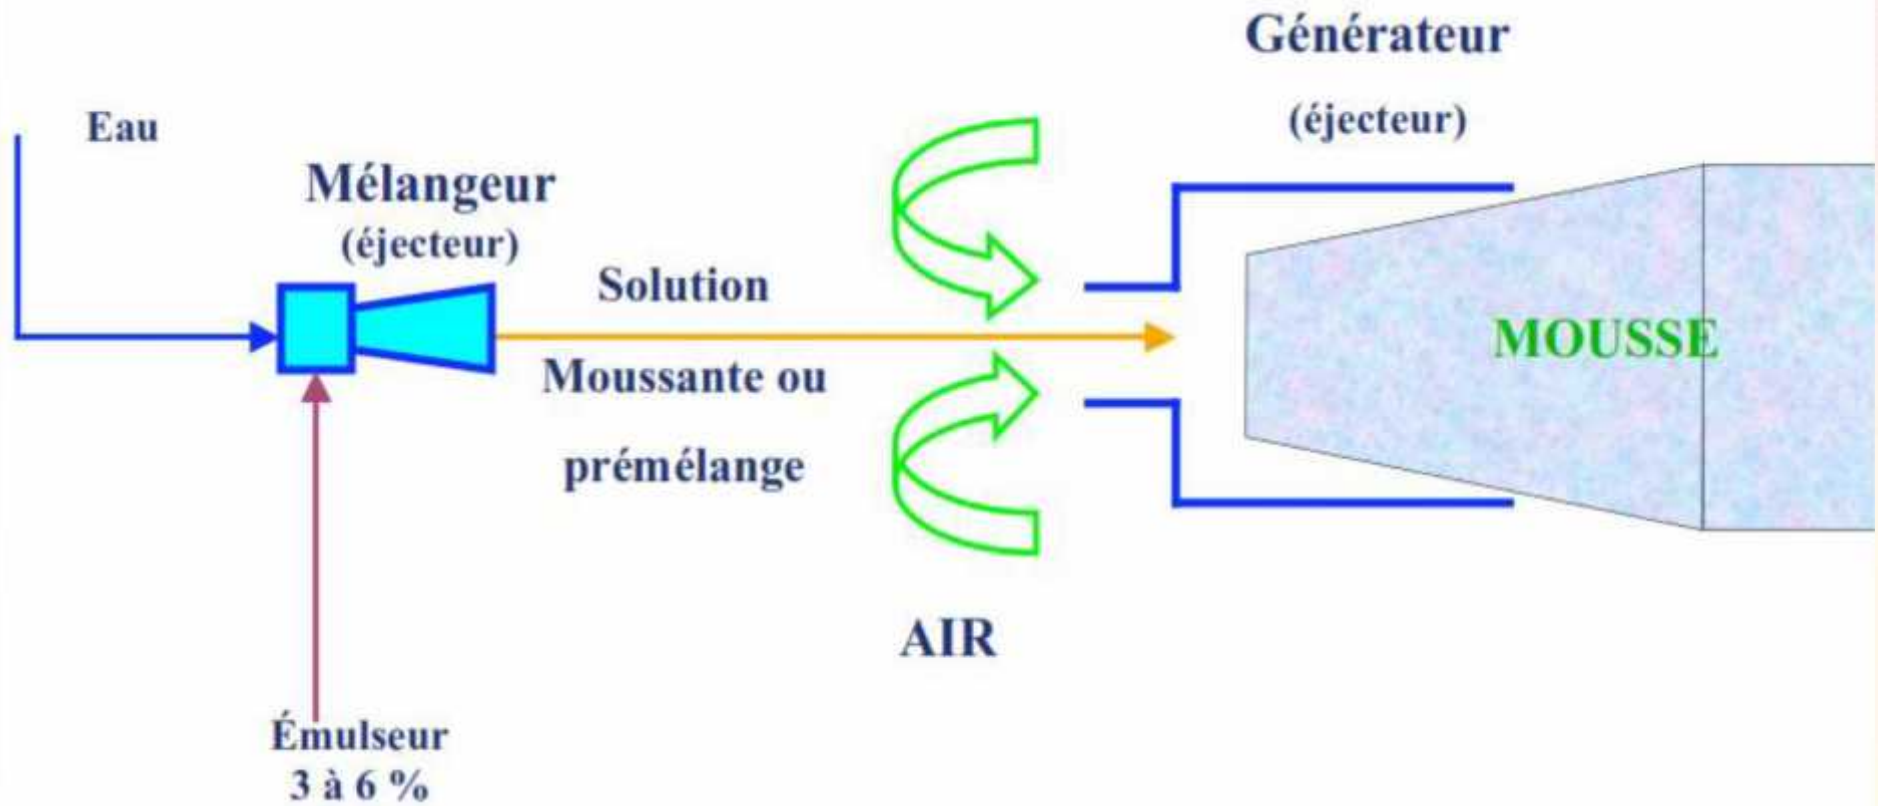 Générateur
(éjecteur)
Eau
Mélangeur
(éjecteur)
Solution
Moussante ou
prémélange
MOUSSE
AIR
Émulseur
3 à 6 %